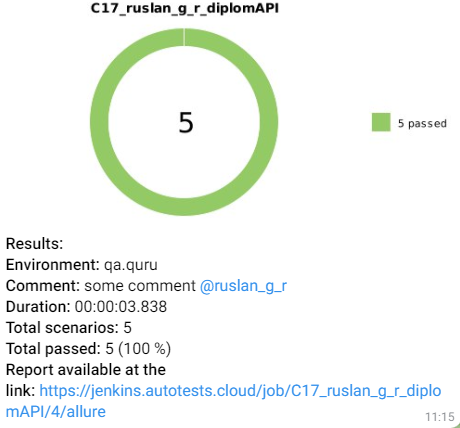 C17_ruslan_g_r_diplomAPI
5
5 passed
Results:
Environment: qa.quru
Comment: some comment @ruslan_g_r
Duration: 00:00:03.838
Total scenarios: 5
Total passed: 5 (100 %)
Report available at the
link: https://jenkins.autotests.cloud/job/C17_ruslan_g_r_diplo
mAPI/4/allure
11:15